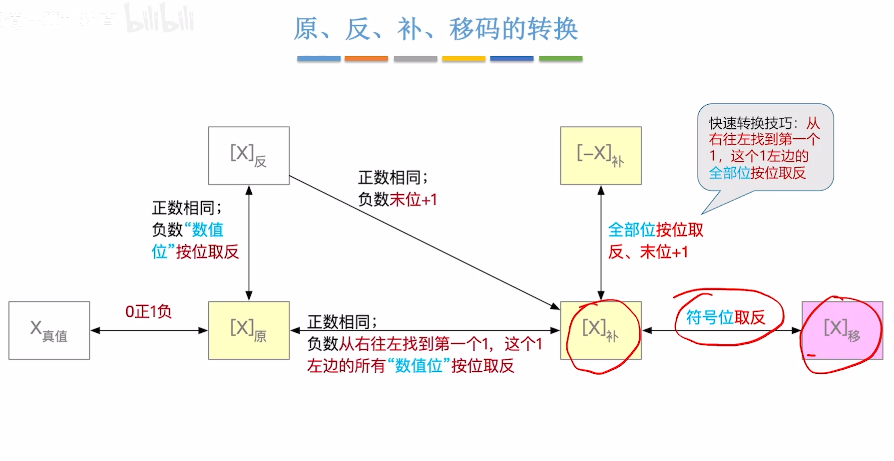 bilibili
原、反、补、移码的转换
快速转换技巧：从
右往左找到第一个
1，这个1左边的
全部位按位取反
[X]反
[-X]补
正数相同；
负数末位+1
正数相同；
负数“数值
位”按位取反
全部位按位取
反、末位+1
X真值
0正1负
[X]原
正数相同；
负数从右往左找到第一个1，这个1
左边的所有“数值位”按位取反
[X]补
符号位取反
[X]移